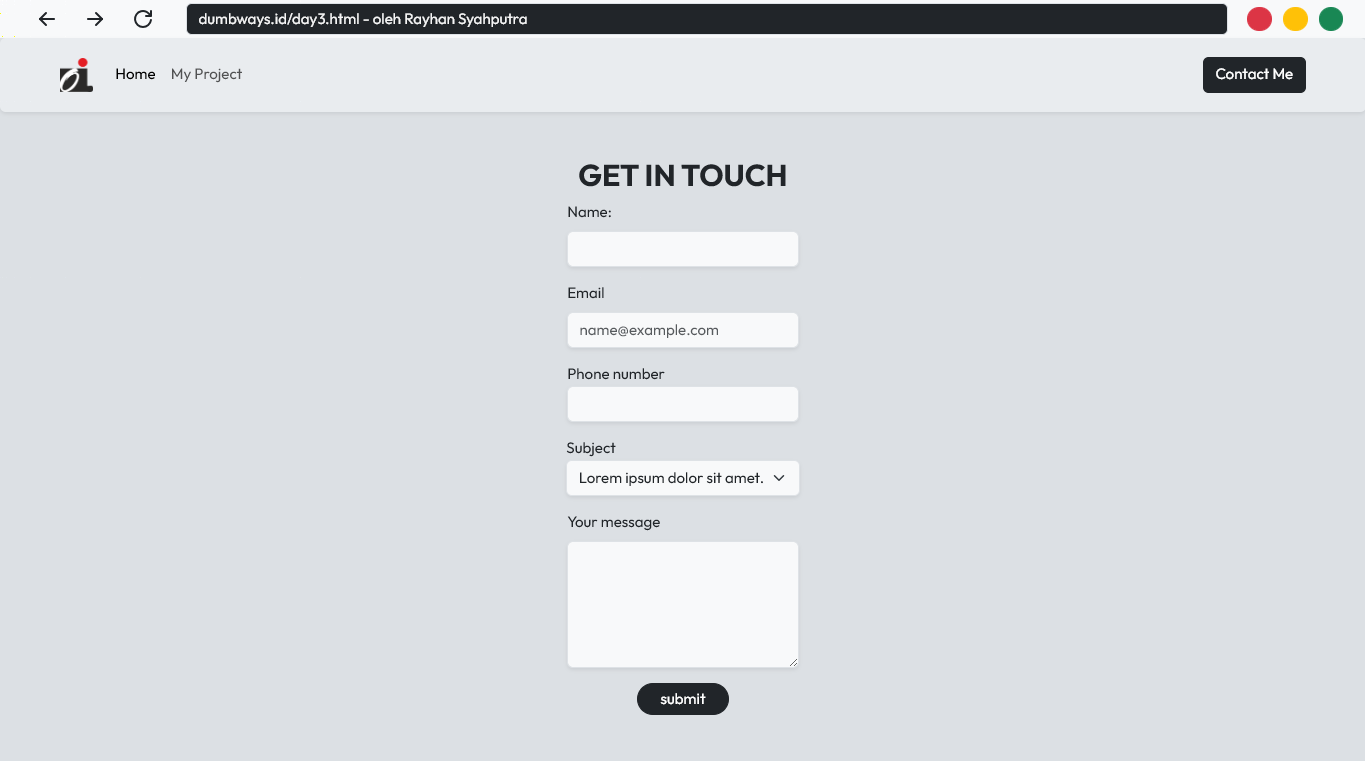 dumbways.id/day3.html - oleh Rayhan Syahputra
Home My Project Contact Me
GET IN TOUCH
Name:
Email
name@example.com
Phone number
Subject
Lorem ipsum dolor sit amet.
Your message
submit